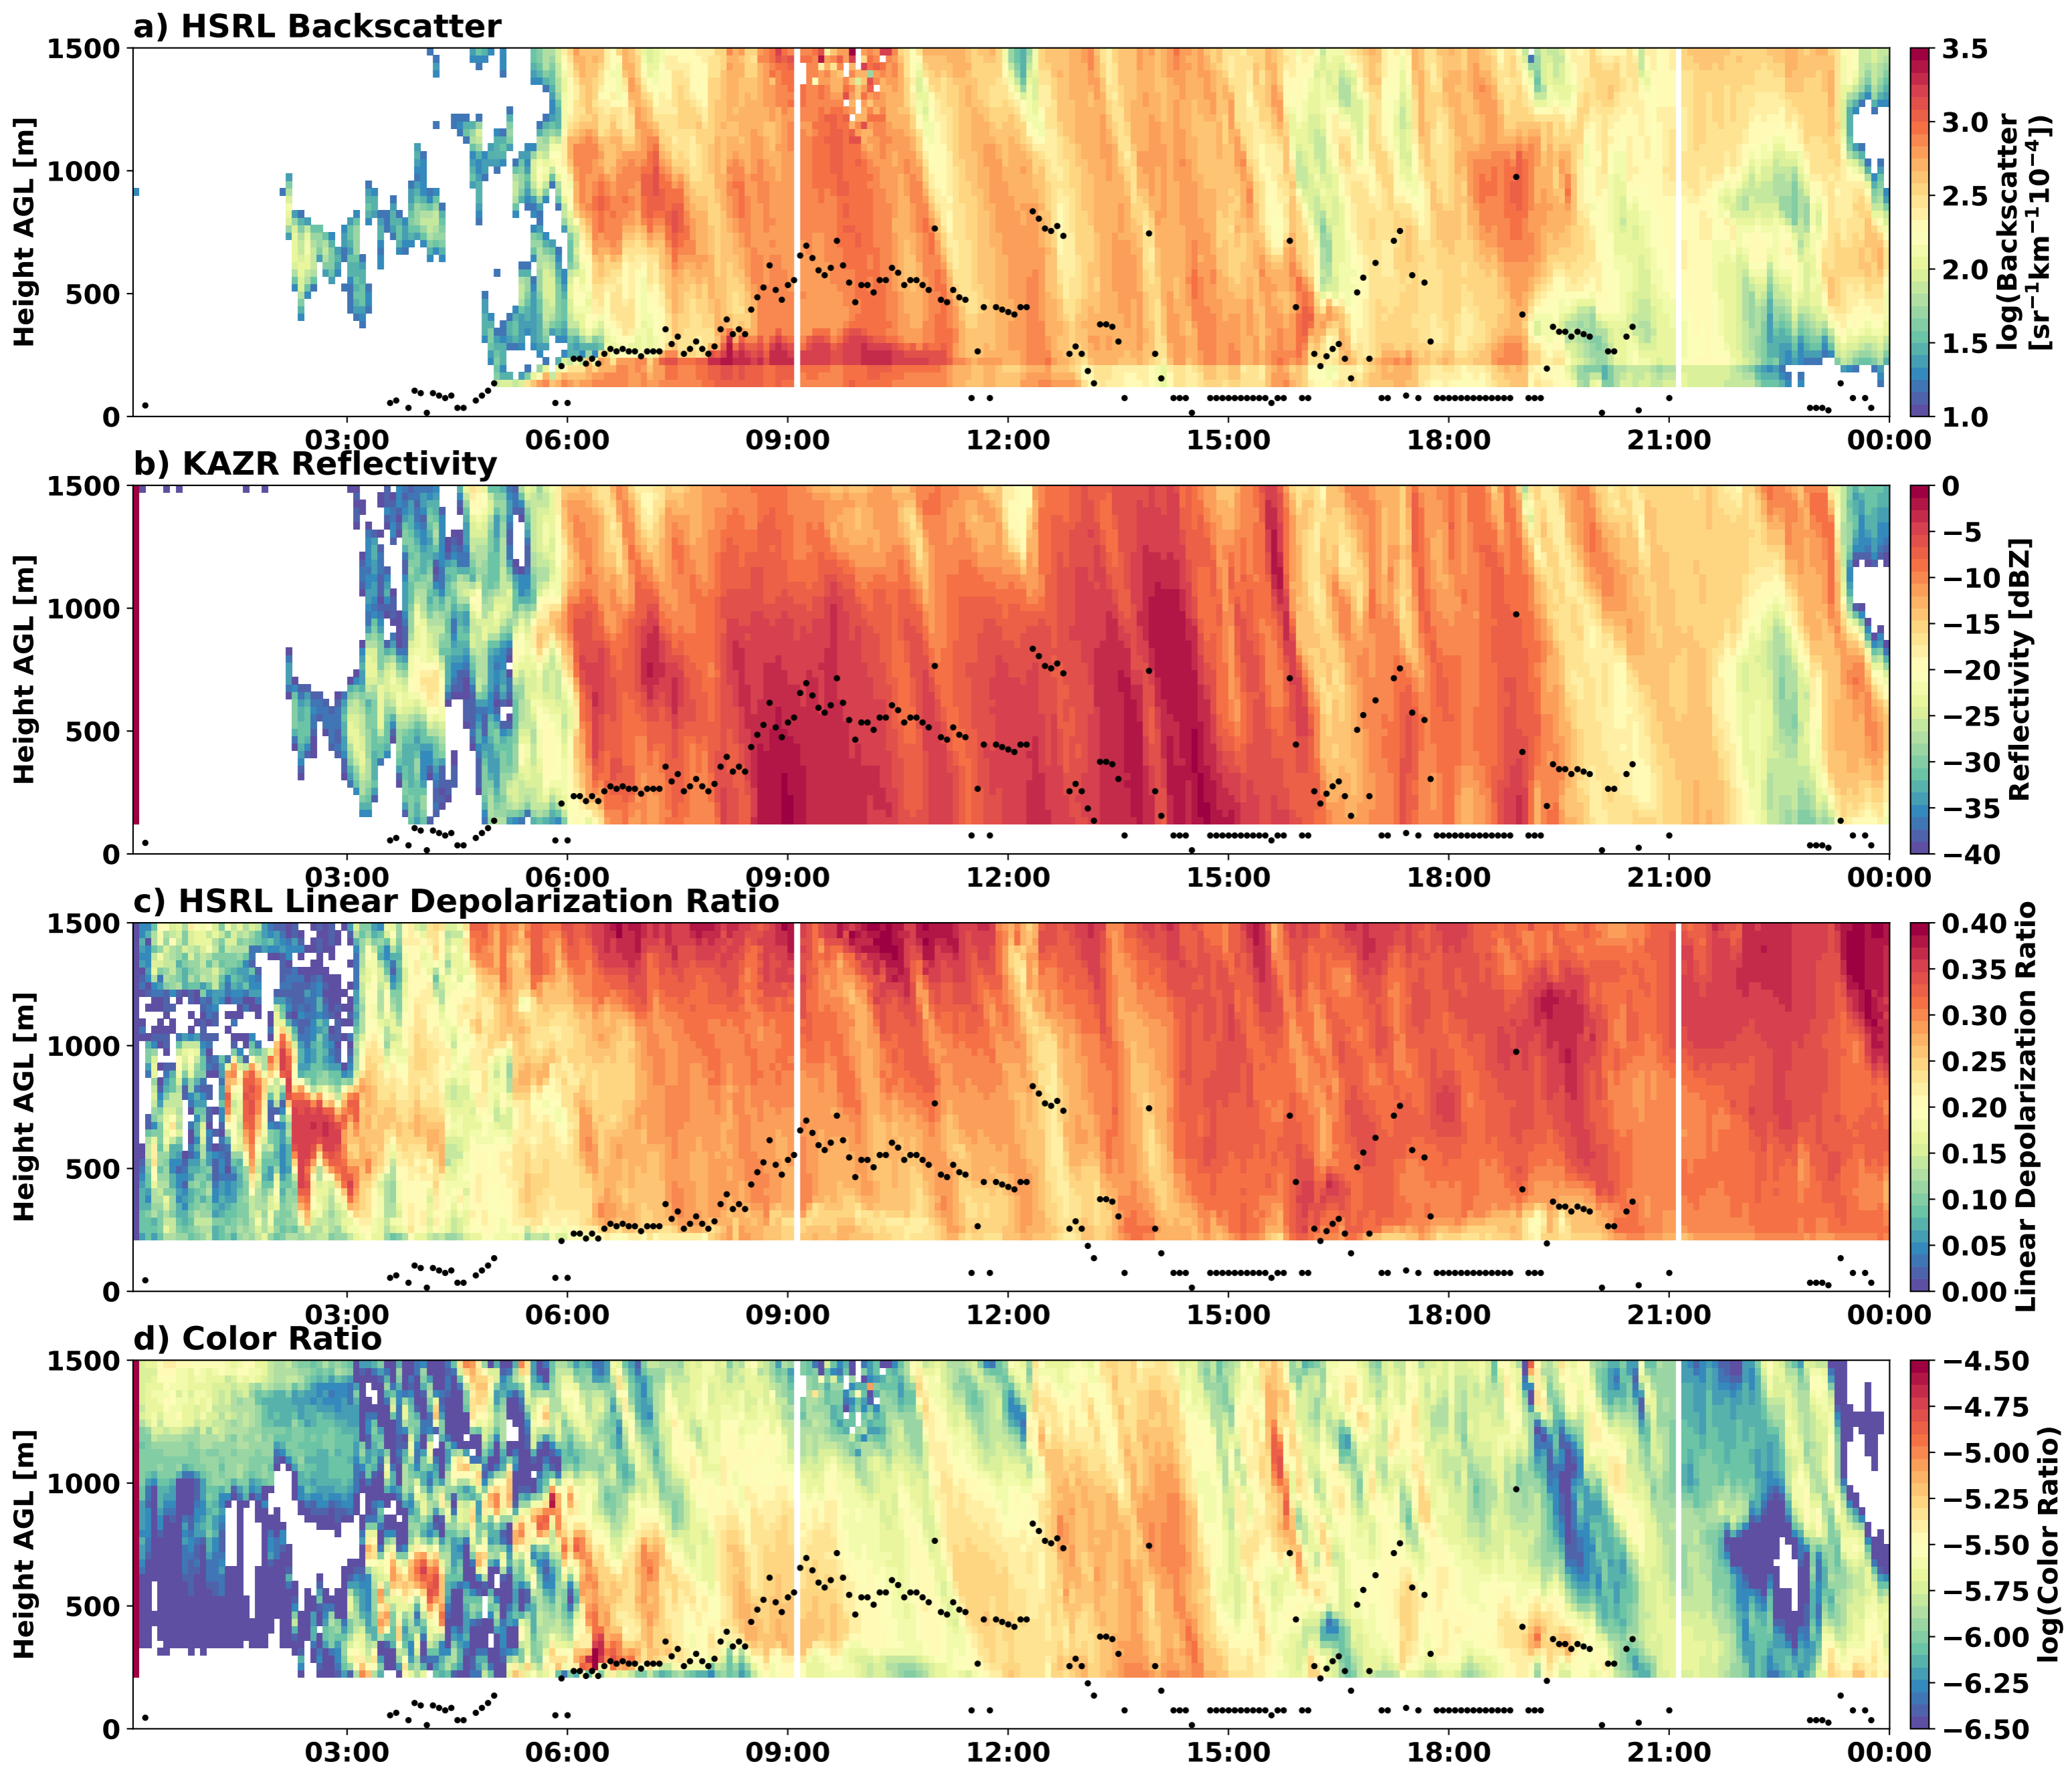 a) HSRL Backscatter
1500
1000
500
0
Height AGL [m]
03:00 06:00 09:00 12:00 15:00 18:00 21:00 00:00
3.5
3.0
2.5
2.0
1.5
1.0
log(Backscatter
[sr⁻¹km⁻¹10⁻⁴])
b) KAZR Reflectivity
1500
1000
500
0
Height AGL [m]
03:00 06:00 09:00 12:00 15:00 18:00 21:00 00:00
0
−5
−10
−15
−20
−25
−30
−35
−40
Reflectivity [dBZ]
c) HSRL Linear Depolarization Ratio
1500
1000
500
0
Height AGL [m]
03:00 06:00 09:00 12:00 15:00 18:00 21:00 00:00
0.40
0.35
0.30
0.25
0.20
0.15
0.10
0.05
0.00
Linear Depolarization Ratio
d) Color Ratio
1500
1000
500
0
Height AGL [m]
03:00 06:00 09:00 12:00 15:00 18:00 21:00 00:00
−4.50
−4.75
−5.00
−5.25
−5.50
−5.75
−6.00
−6.25
−6.50
log(Color Ratio)